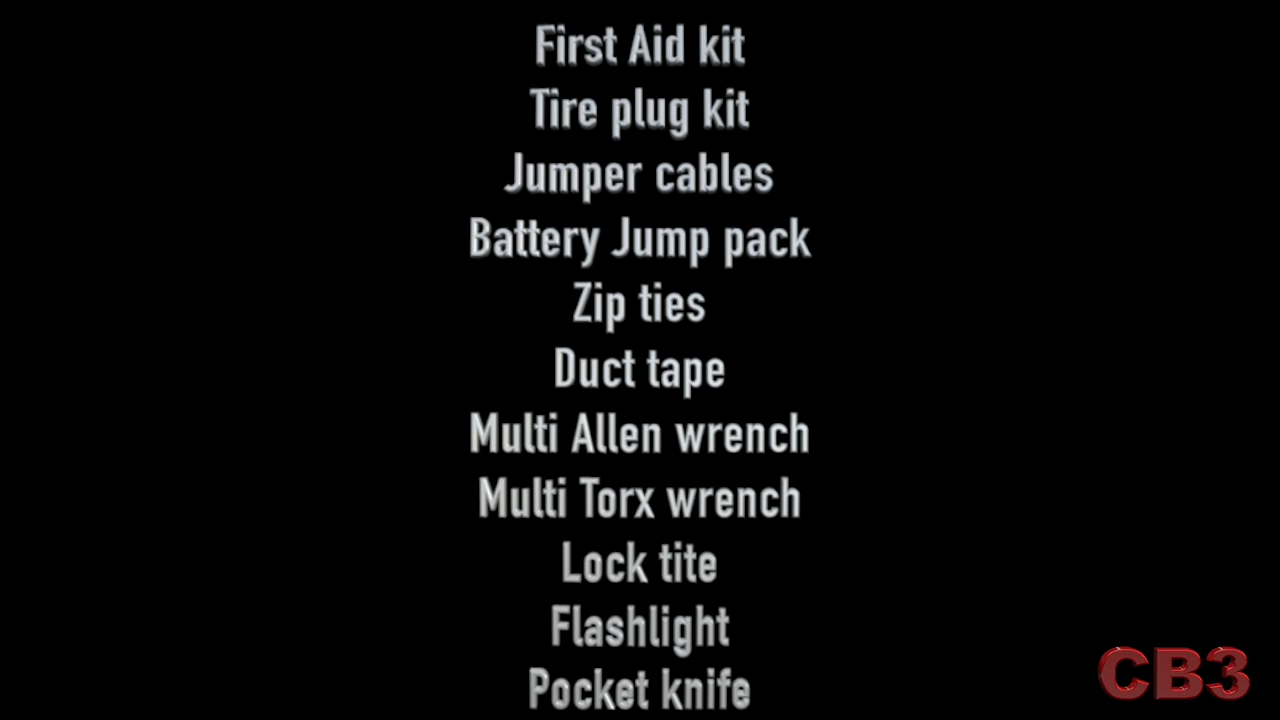 First Aid kit
Tire plug kit
Jumper cables
Battery Jump pack
Zip ties
Duct tape
Multi Allen wrench
Multi Torx wrench
Lock tite
Flashlight
Pocket knife
CB3